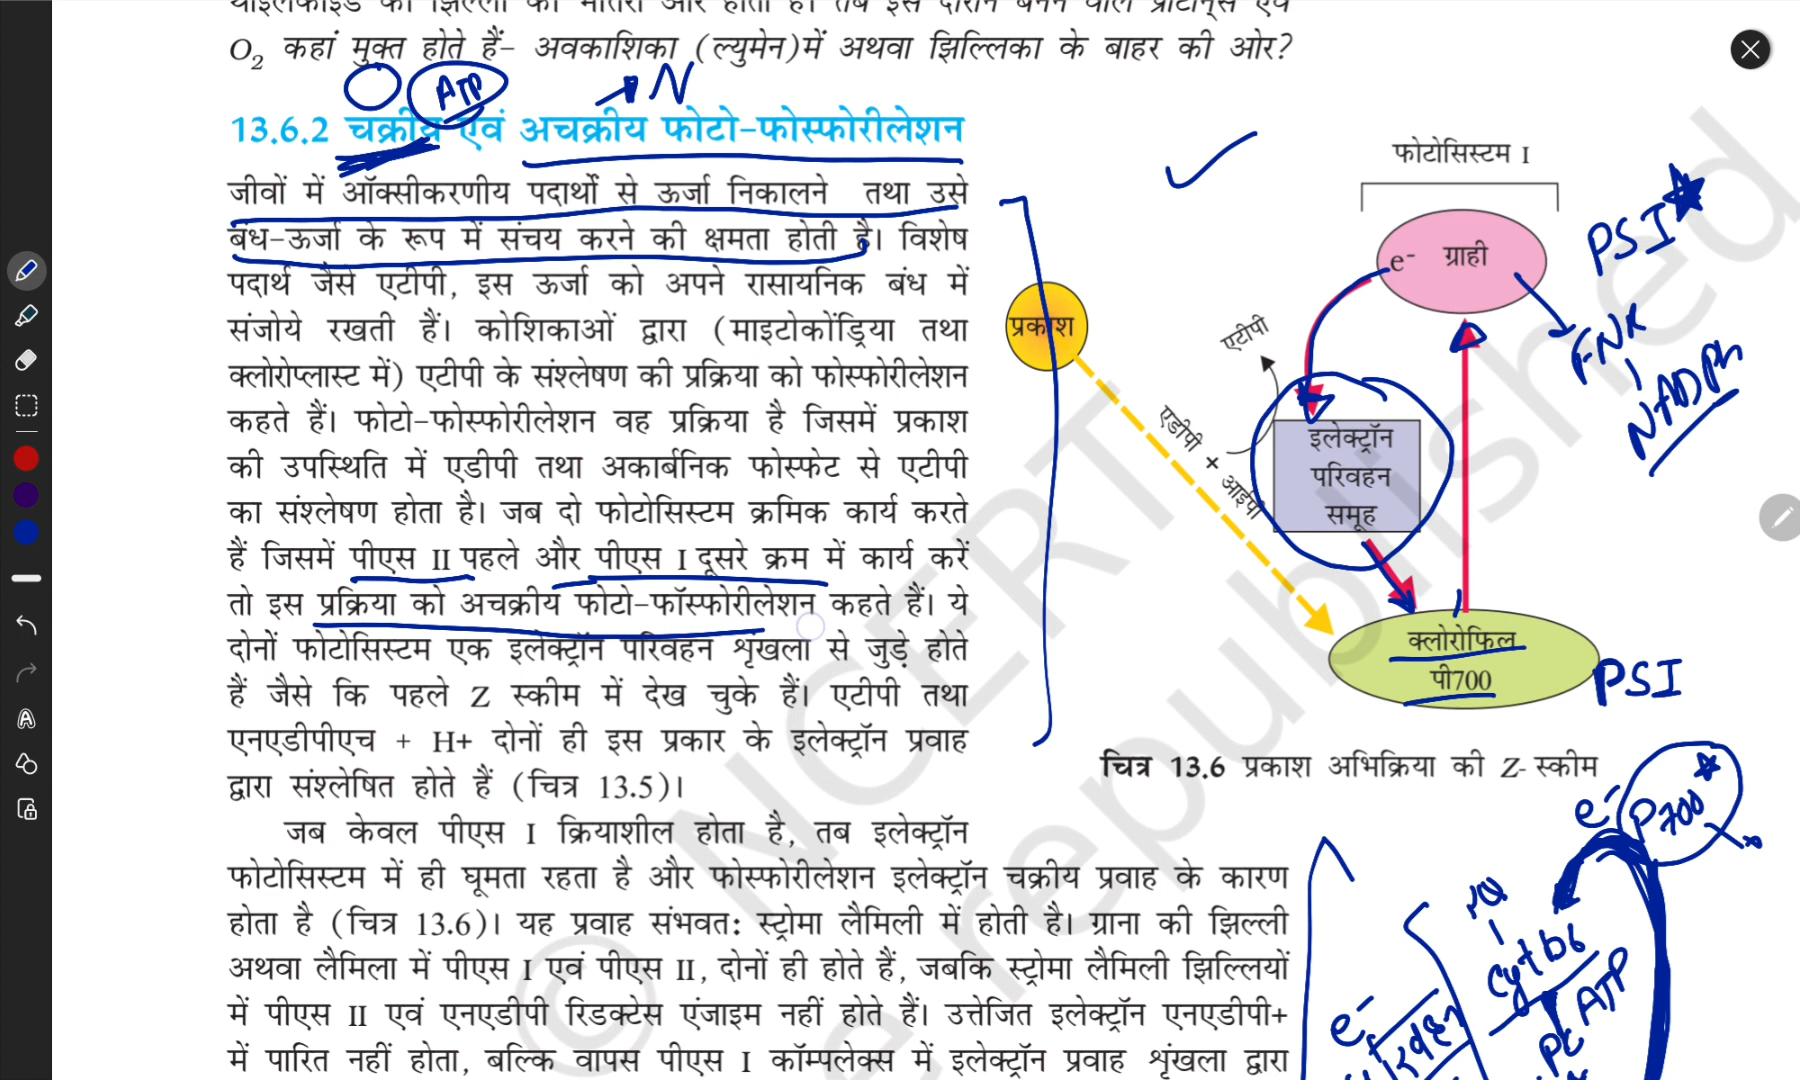 O₂ कहां मुक्त होते हैं- अवकाशिका (ल्युमेन)में अथवा झिल्लिका के बाहर की ओर?
ATP
N
13.6.2 चक्रीय एवं अचक्रीय फोटो-फोस्फोरीलेशन
जीवों में ऑक्सीकरणीय पदार्थों से ऊर्जा निकालने तथा उसे
बंध-ऊर्जा के रूप में संचय करने की क्षमता होती है। विशेष
पदार्थ जैसे एटीपी, इस ऊर्जा को अपने रासायनिक बंध में
संजोये रखती हैं। कोशिकाओं द्वारा (माइटोकोंड्रिया तथा
क्लोरोप्लास्ट में) एटीपी के संश्लेषण की प्रक्रिया को फोस्फोरीलेशन
कहते हैं। फोटो-फोस्फोरीलेशन वह प्रक्रिया है जिसमें प्रकाश
की उपस्थिति में एडीपी तथा अकार्बनिक फोस्फेट से एटीपी
का संश्लेषण होता है। जब दो फोटोसिस्टम क्रमिक कार्य करते
हैं जिसमें पीएस II पहले और पीएस I दूसरे क्रम में कार्य करें
तो इस प्रक्रिया को अचक्रीय फोटो-फॉस्फोरीलेशन कहते हैं। ये
दोनों फोटोसिस्टम एक इलेक्ट्रॉन परिवहन शृंखला से जुड़े होते
हैं जैसे कि पहले Z स्कीम में देख चुके हैं। एटीपी तथा
एनएडीपीएच + H+ दोनों ही इस प्रकार के इलेक्ट्रॉन प्रवाह
द्वारा संश्लेषित होते हैं (चित्र 13.5)।
जब केवल पीएस I क्रियाशील होता है, तब इलेक्ट्रॉन
फोटोसिस्टम में ही घूमता रहता है और फोस्फोरीलेशन इलेक्ट्रॉन चक्रीय प्रवाह के कारण
होता है (चित्र 13.6)। यह प्रवाह संभवत: स्ट्रोमा लैमिली में होती है। ग्राना की झिल्ली
अथवा लैमिला में पीएस I एवं पीएस II, दोनों ही होते हैं, जबकि स्ट्रोमा लैमिली झिल्लियों
में पीएस II एवं एनएडीपी रिडक्टेस एंजाइम नहीं होते हैं। उत्तेजित इलेक्ट्रॉन एनएडीपी+
में पारित नहीं होता, बल्कि वापस पीएस I कॉम्पलेक्स में इलेक्ट्रॉन प्रवाह शृंखला द्वारा
फोटोसिस्टम I
PSI
e⁻ ग्राही
FNR
NADPh
प्रकाश
एटीपी
एडीपी + आईपी
इलेक्ट्रॉन
परिवहन
समूह
क्लोरोफिल
पी700
PSI
चित्र 13.6 प्रकाश अभिक्रिया की Z- स्कीम
e⁻ P700
PQ
Cytb6
ATP
PC
e⁻
© NCERT
republished